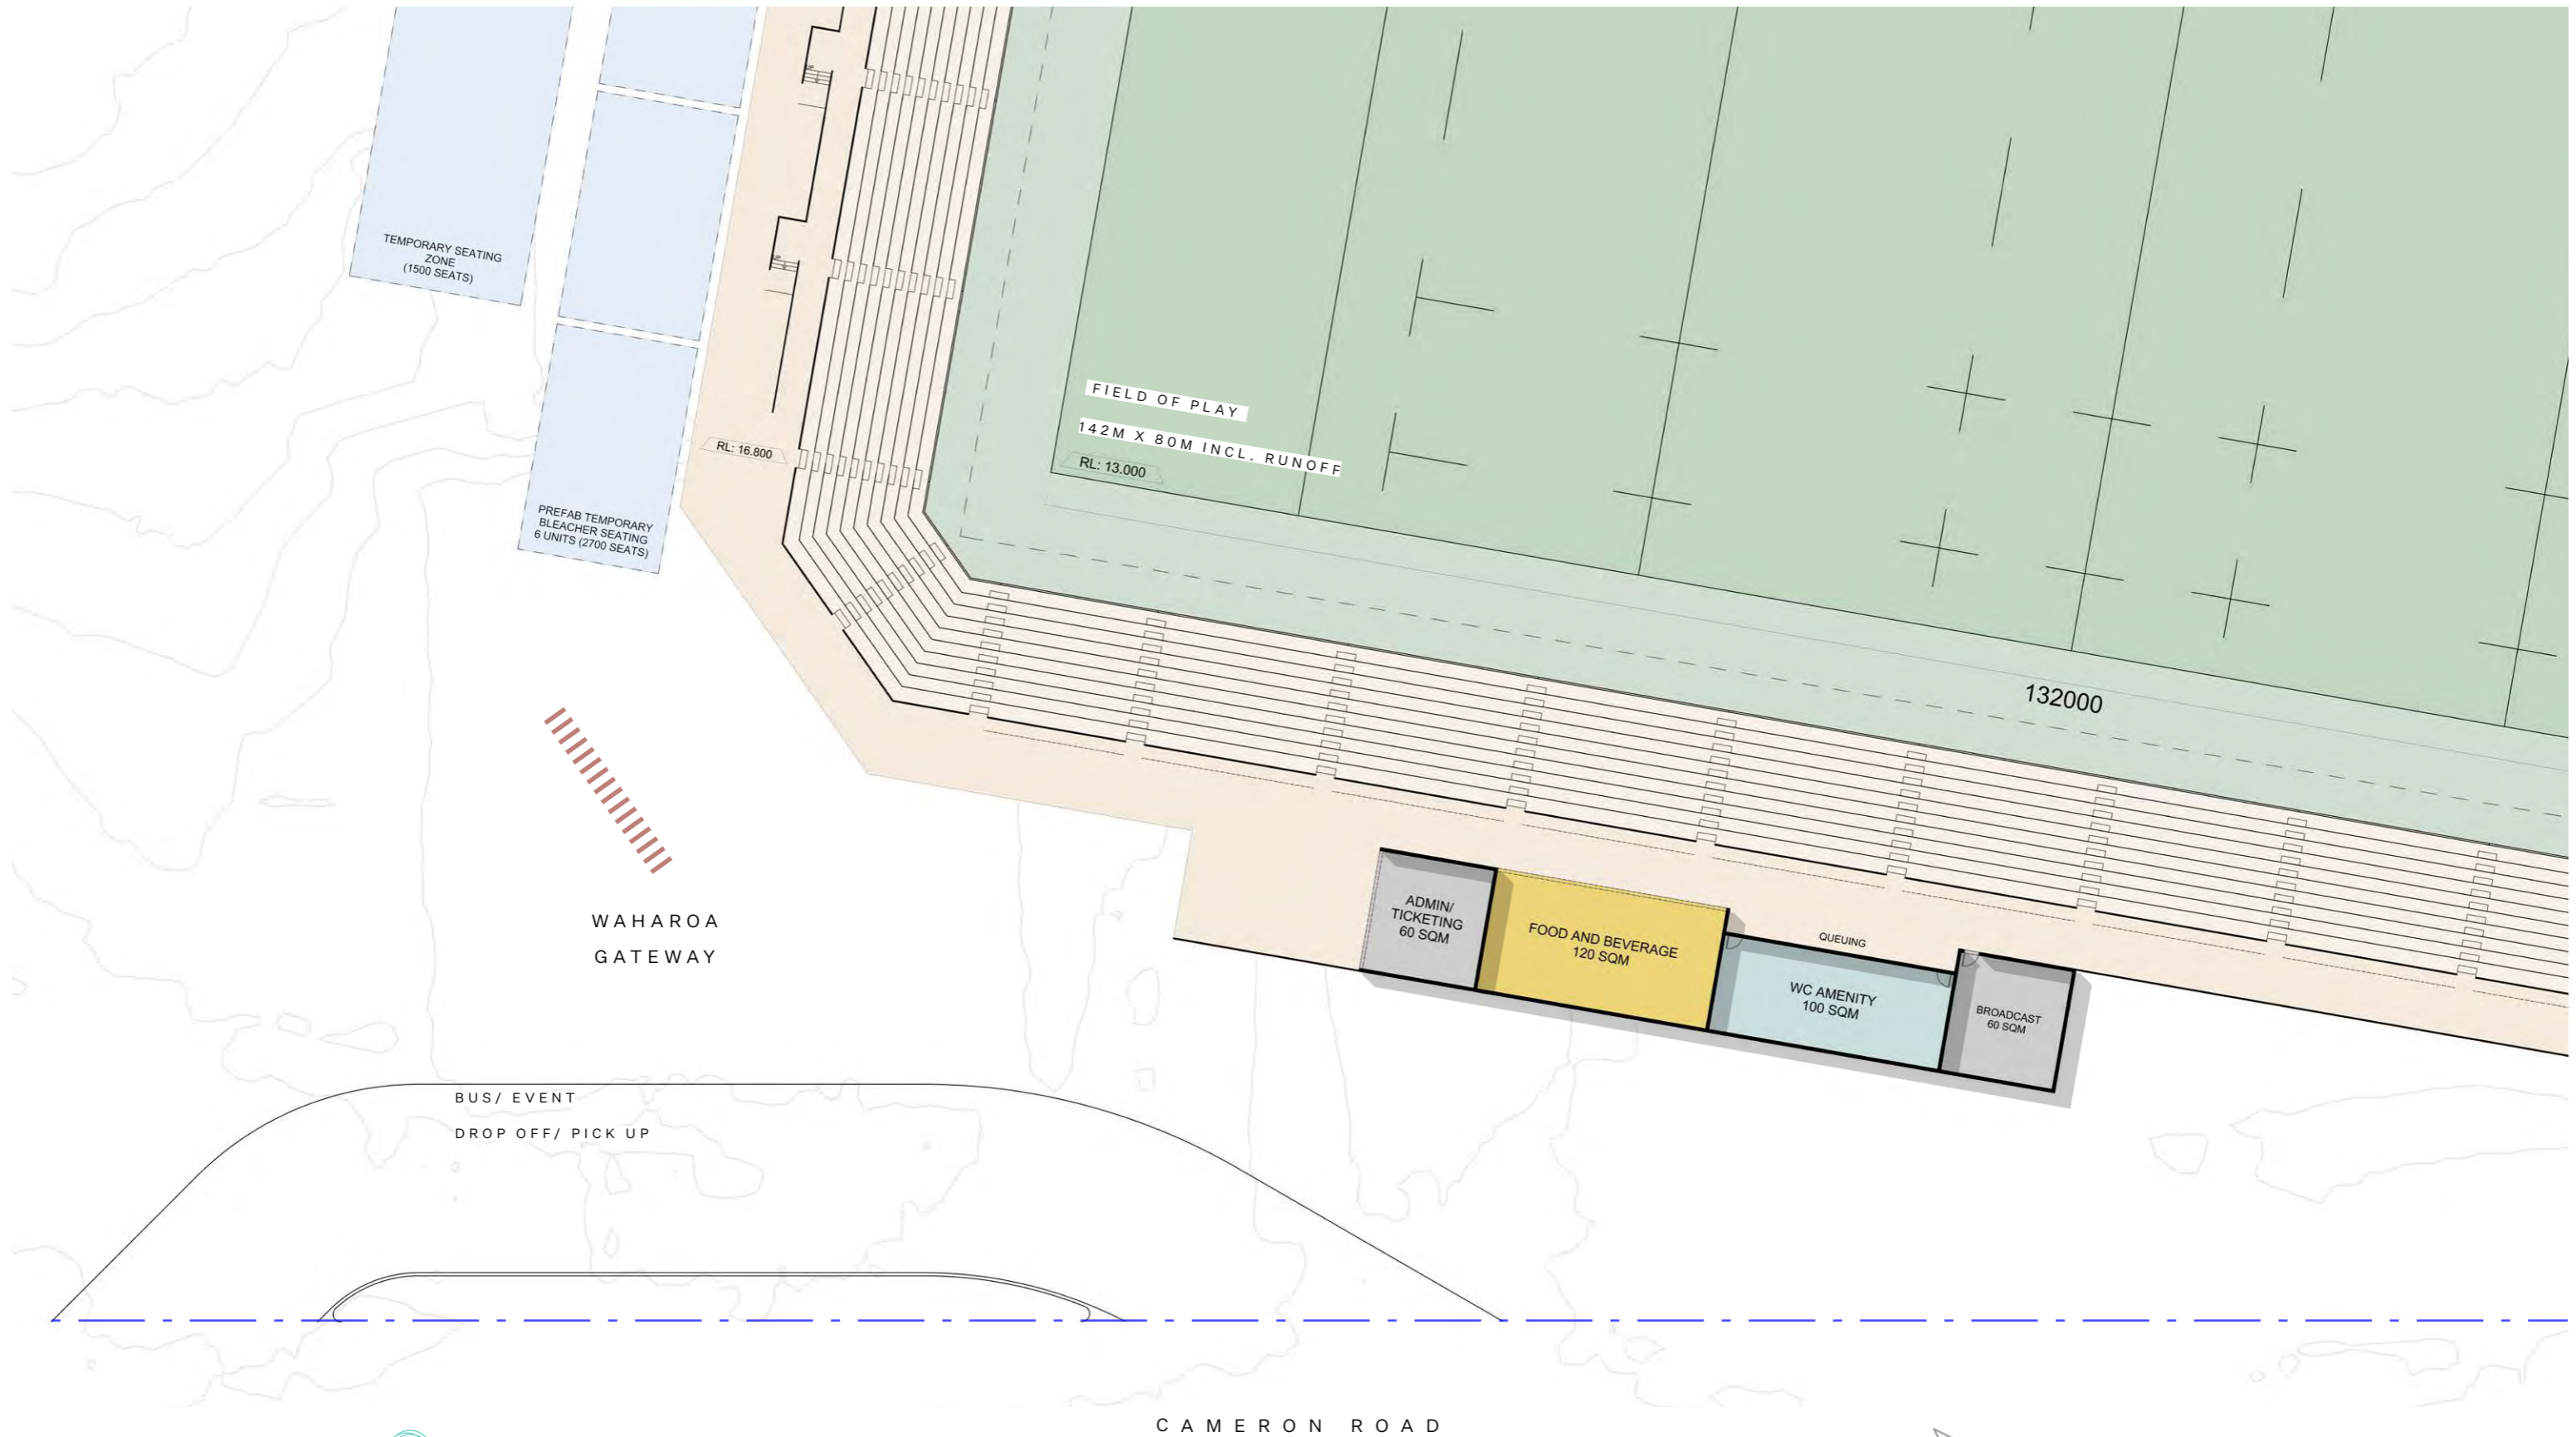 UP
UP
TEMPORARY SEATING
ZONE
(1500 SEATS)
FIELD OF PLAY
142M X 80M INCL. RUNOFF
RL: 13.000
RL: 16.800
PREFAB TEMPORARY
BLEACHER SEATING
6 UNITS (2700 SEATS)
132000
WAHAROA
GATEWAY
ADMIN/
TICKETING
60 SQM
FOOD AND BEVERAGE
120 SQM
QUEUING
WC AMENITY
100 SQM
BROADCAST
60 SQM
BUS/ EVENT
DROP OFF/ PICK UP
CAMERON ROAD